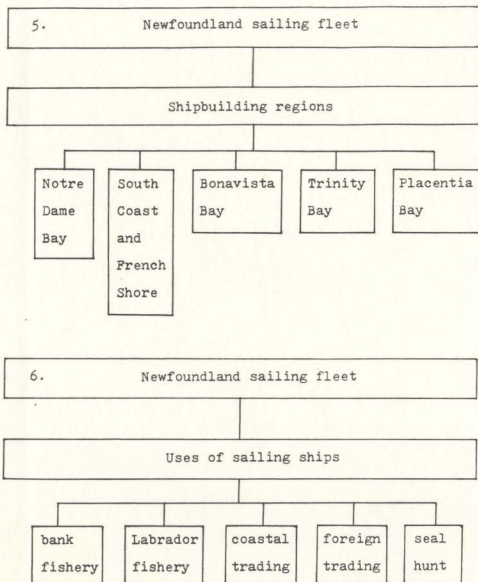 5. Newfoundland sailing fleet
Shipbuilding regions
Notre
Dame
Bay
South
Coast
and
French
Shore
Bonavista
Bay
Trinity
Bay
Placentia
Bay
6. Newfoundland sailing fleet
Uses of sailing ships
bank
fishery
Labrador
fishery
coastal
trading
foreign
trading
seal
hunt